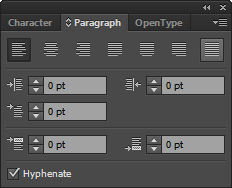 Character Paragraph OpenType
0 pt 0 pt
0 pt
0 pt 0 pt
Hyphenate